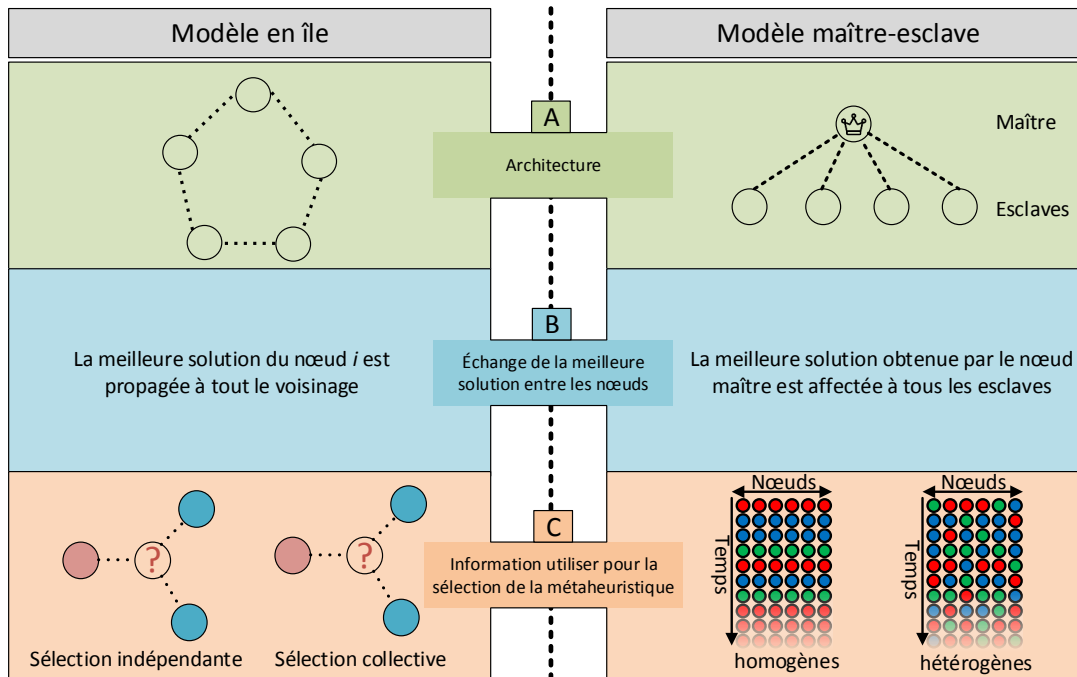 Modèle en île
Modèle maître-esclave
A
Architecture
Maître
Esclaves
B
Échange de la meilleure
solution entre les nœuds
La meilleure solution du nœud i est
propagée à tout le voisinage
La meilleure solution obtenue par le nœud
maître est affectée à tous les esclaves
C
Information utiliser pour la
sélection de la métaheuristique
?
?
Sélection indépendante
Sélection collective
Nœuds
Temps
homogènes
Nœuds
Temps
hétérogènes